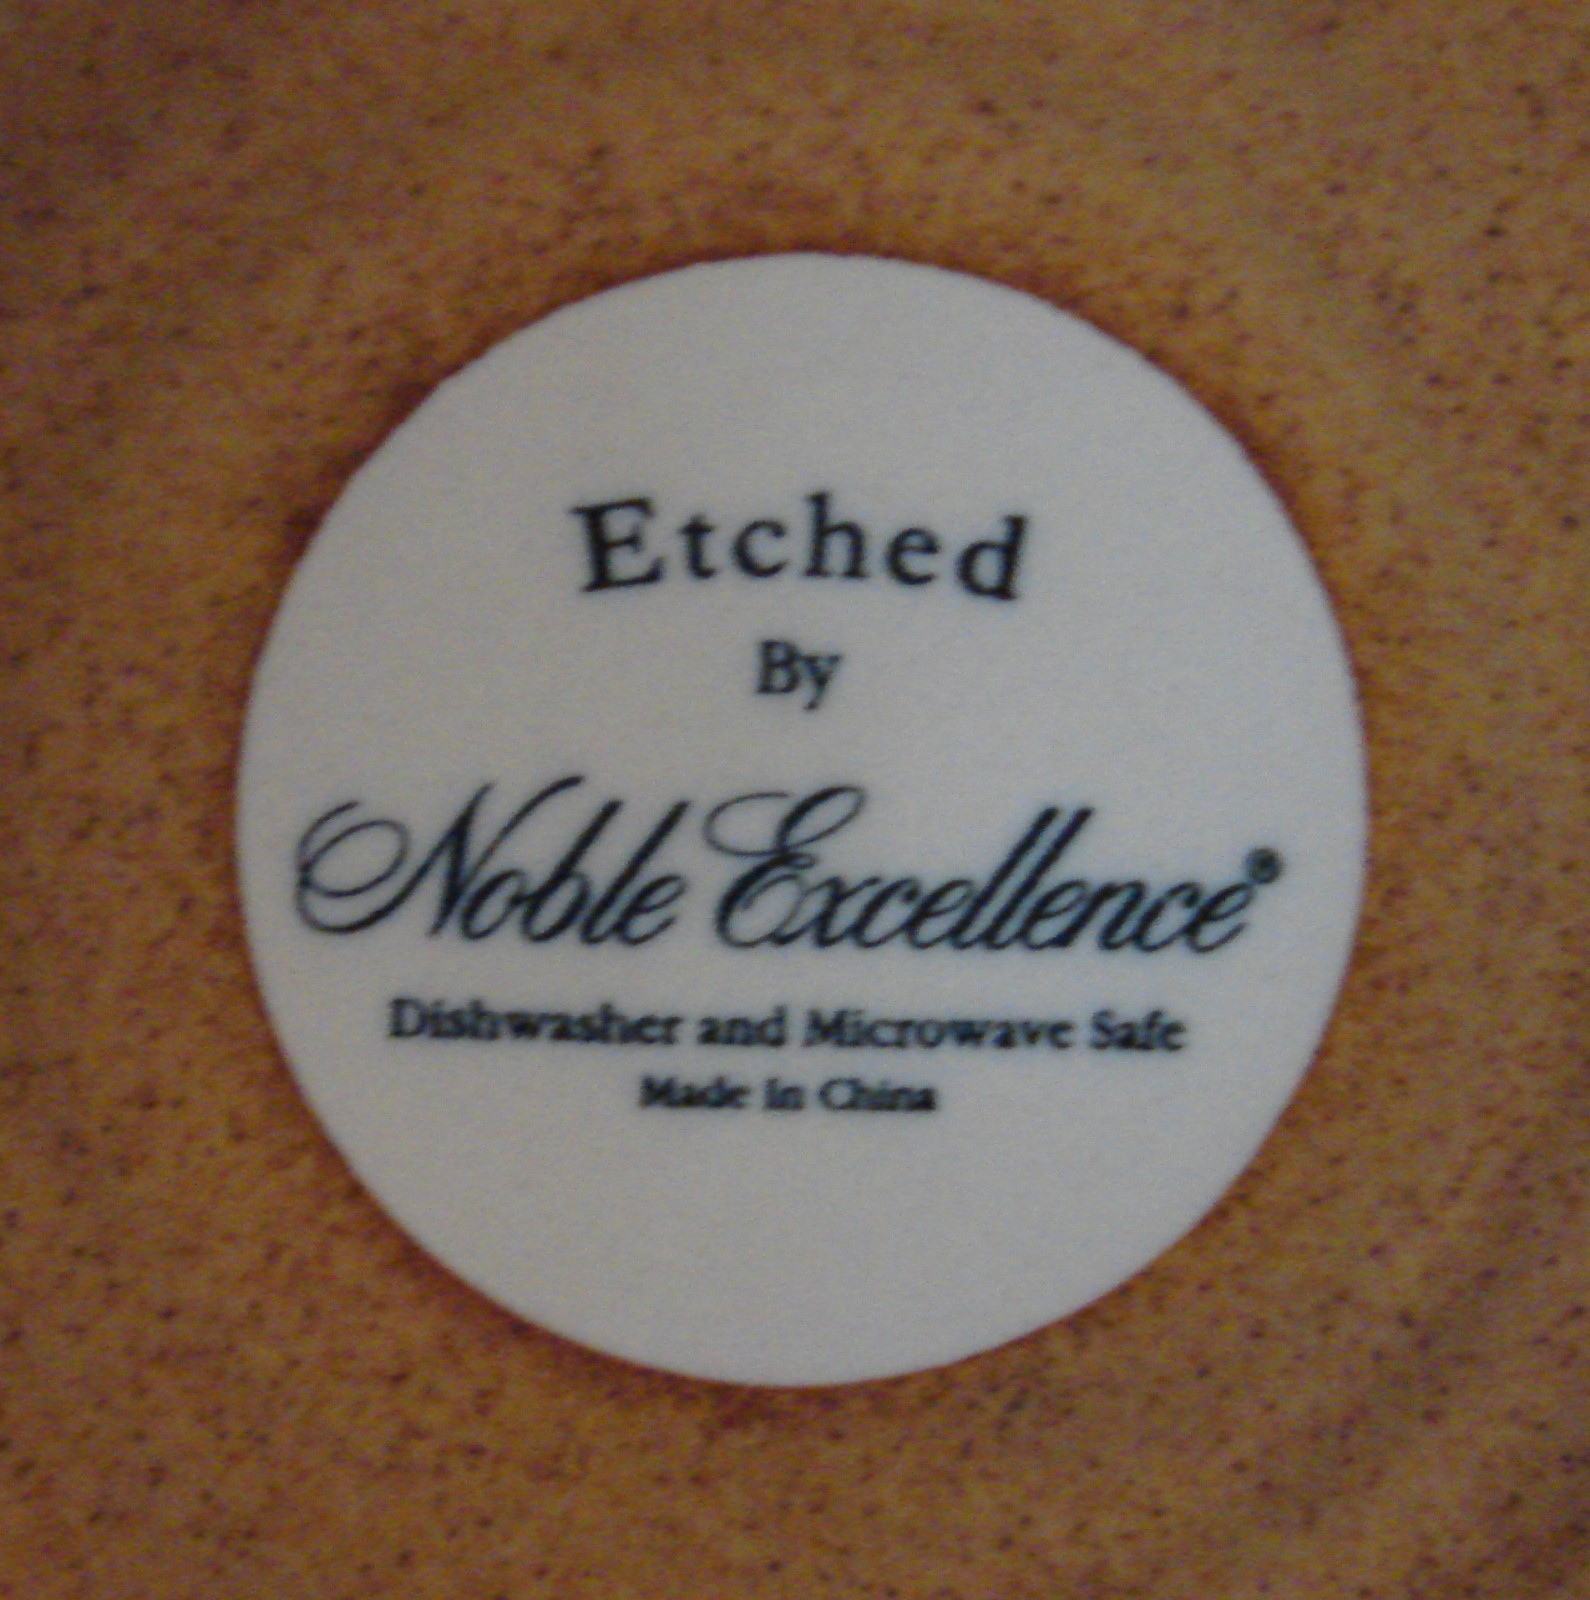 Etched
By
Noble Excellence®
Dishwasher and Microwave Safe
Made In China